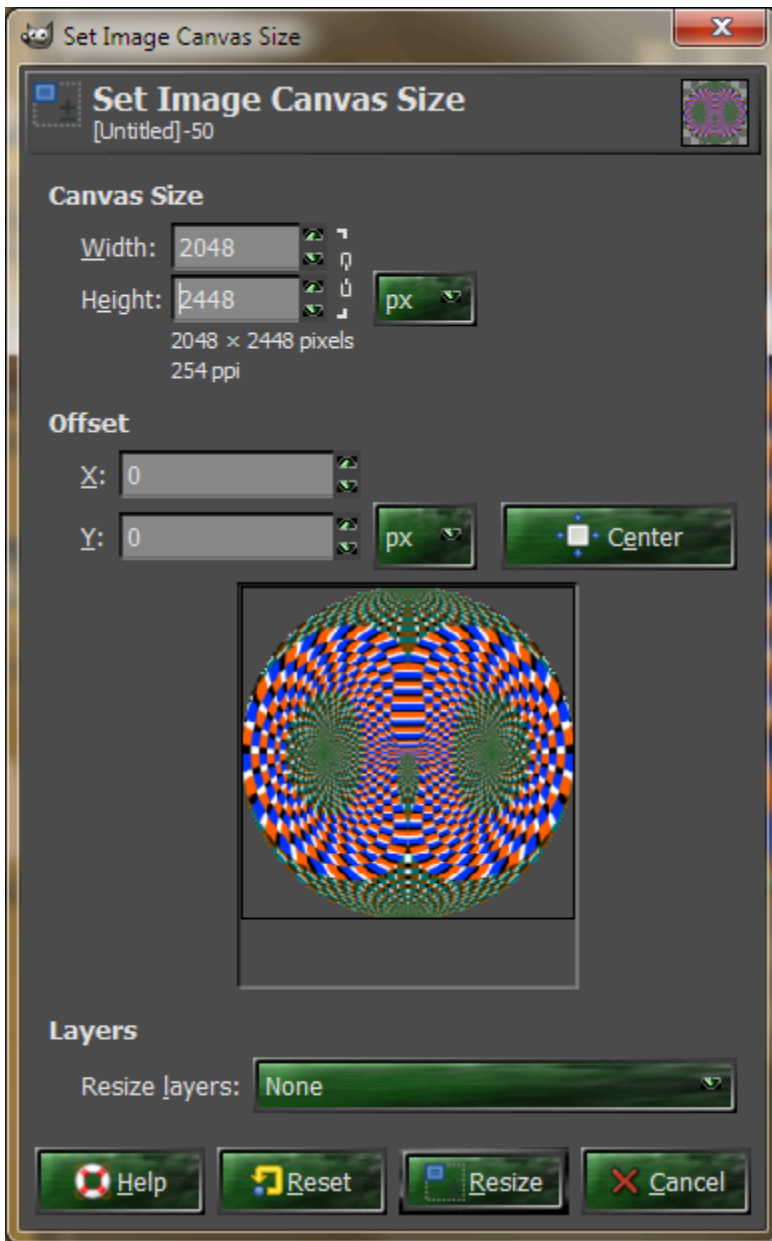 Set Image Canvas Size
Set Image Canvas Size
[Untitled]-50
Canvas Size
Width: 2048
Height: 2448 px
2048 × 2448 pixels
254 ppi
Offset
X: 0
Y: 0 px Center
Layers
Resize layers: None
Help Reset Resize Cancel